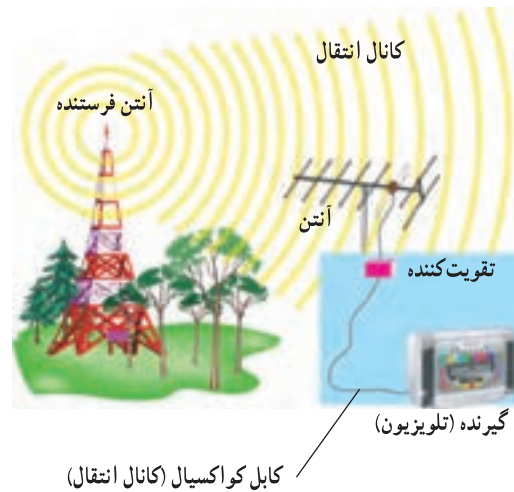 کانال انتقال
آنتن فرستنده
آنتن
تقویت‌کننده
گیرنده (تلویزیون)
کابل کواکسیال (کانال انتقال)